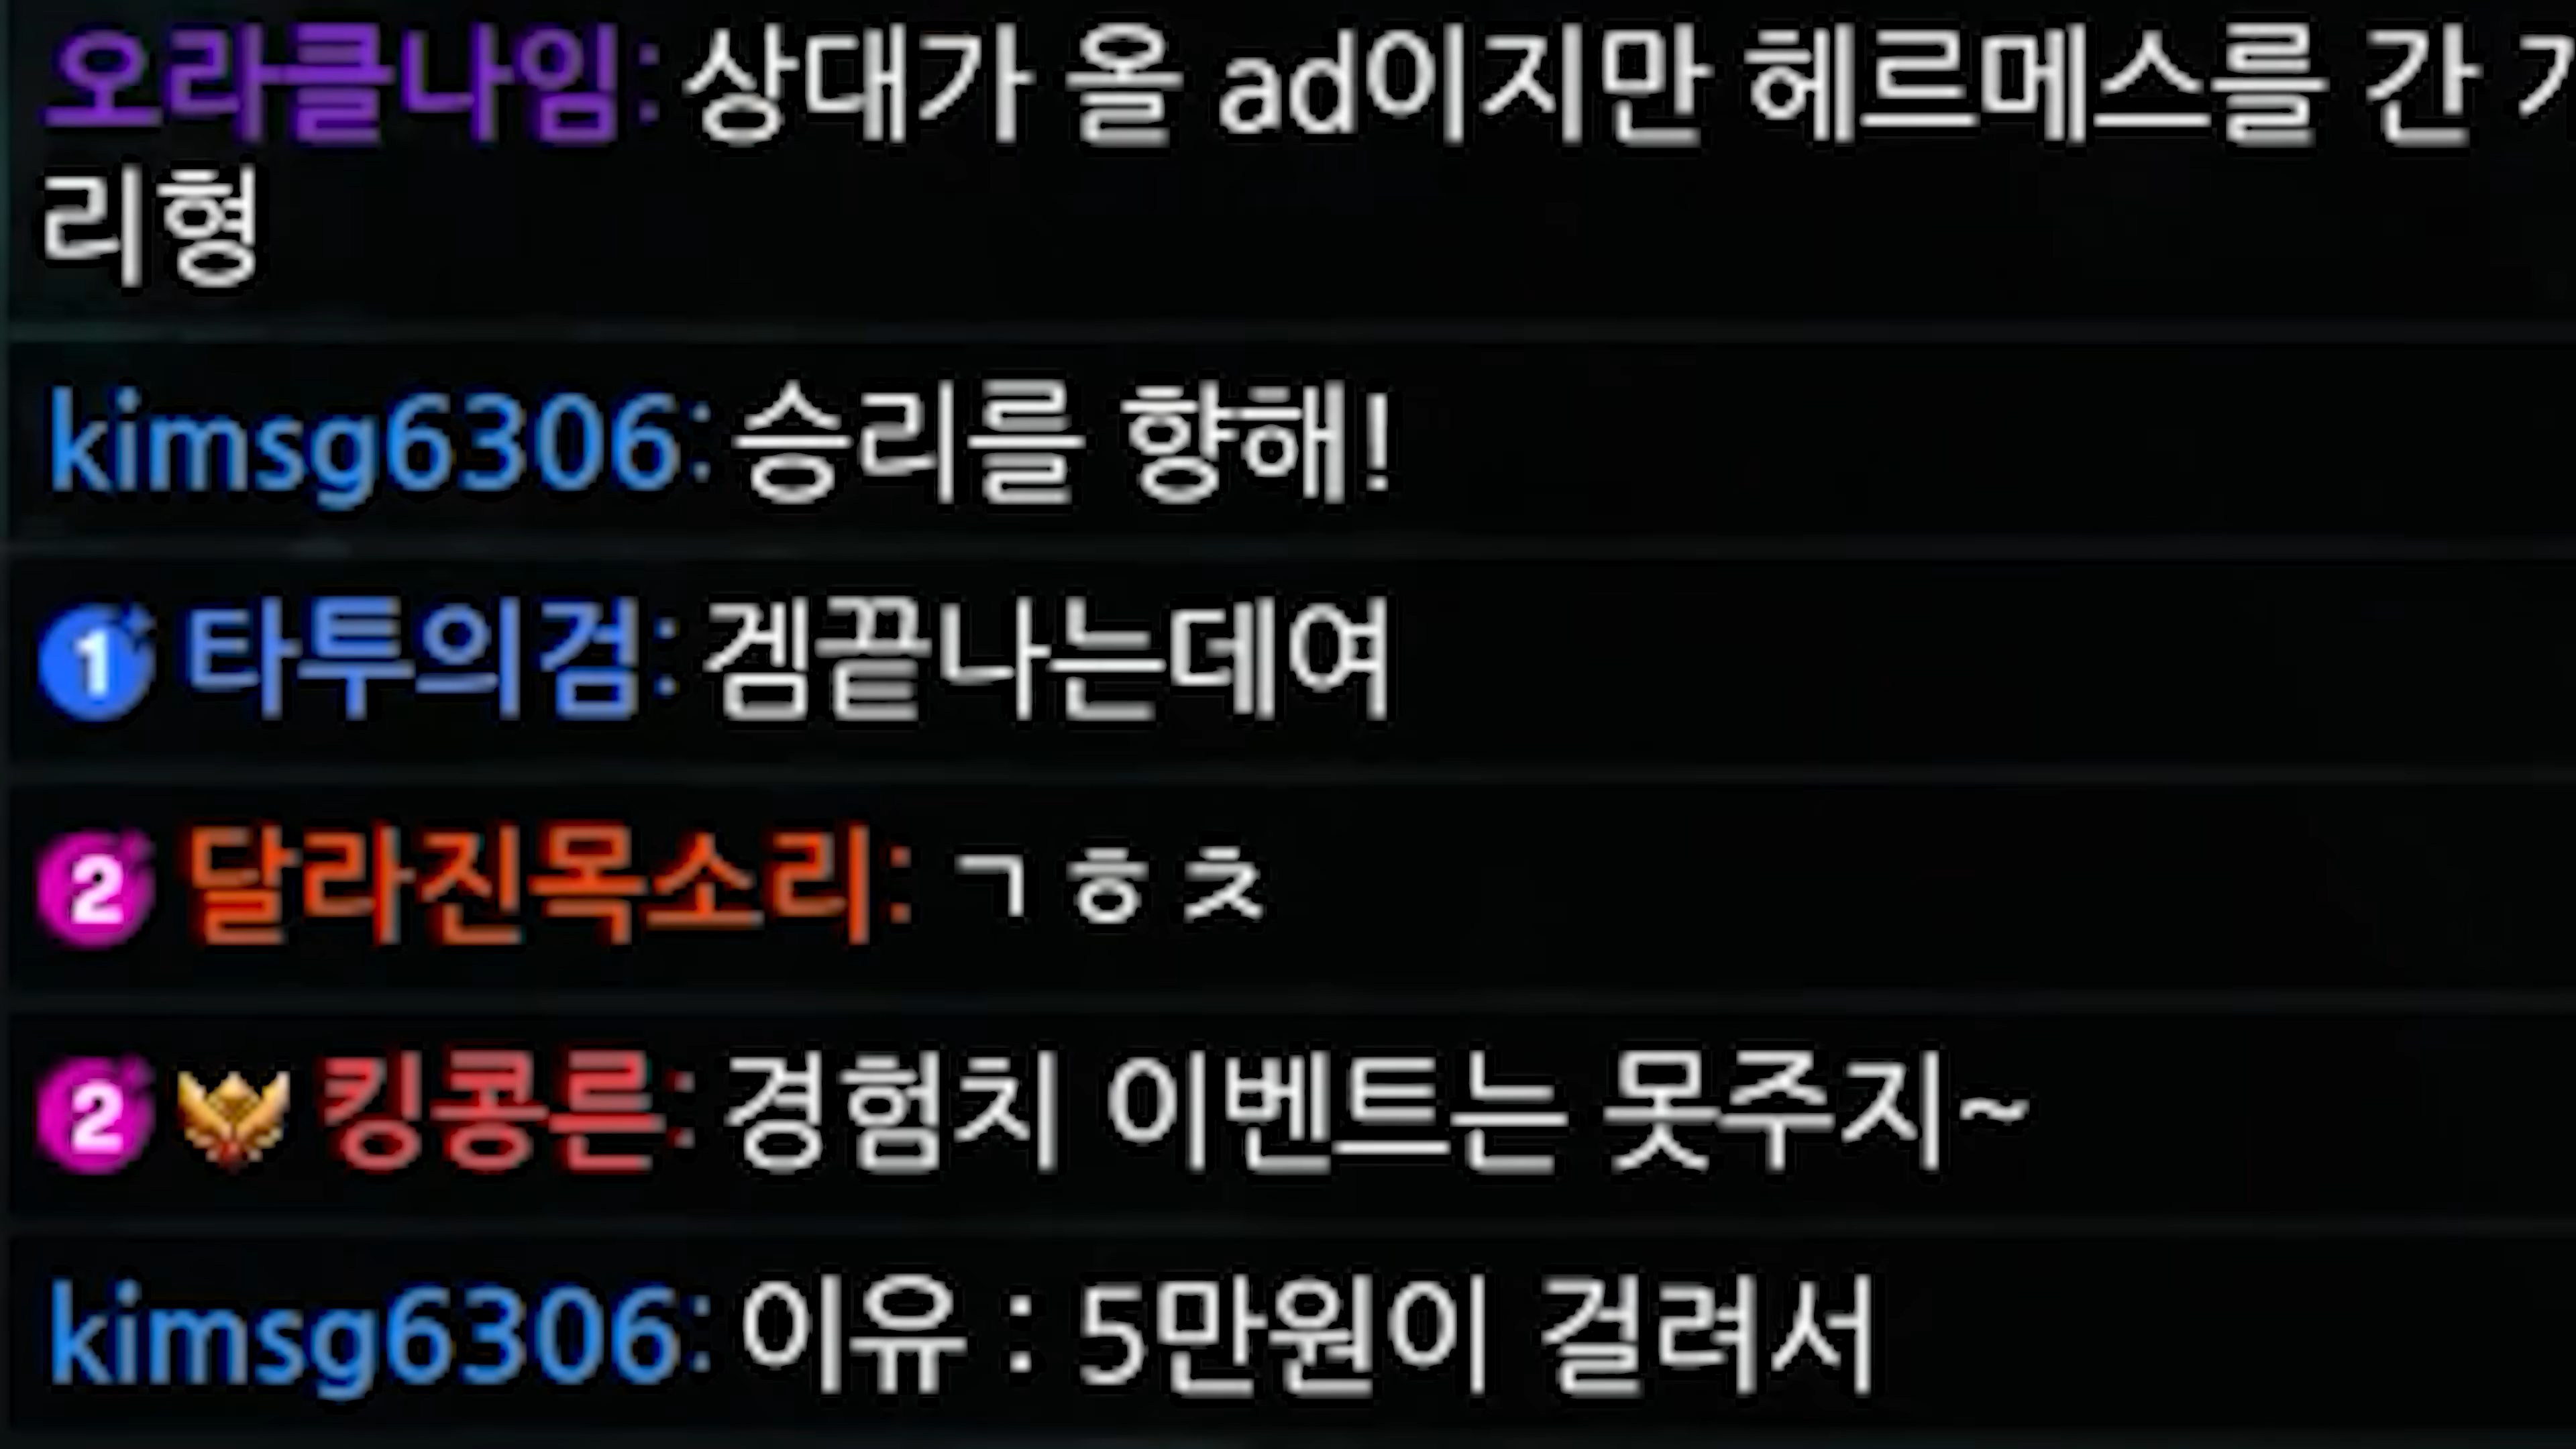 오라클나임: 상대가 올 ad이지만 헤르메스를 간
리형
kimsg6306: 승리를 향해!
1 타투의검: 겜끝나는데여
2 달라진목소리: ㄱㅎㅊ
2 킹콩른: 경험치 이벤트는 못주지~
kimsg6306: 이유 : 5만원이 걸려서